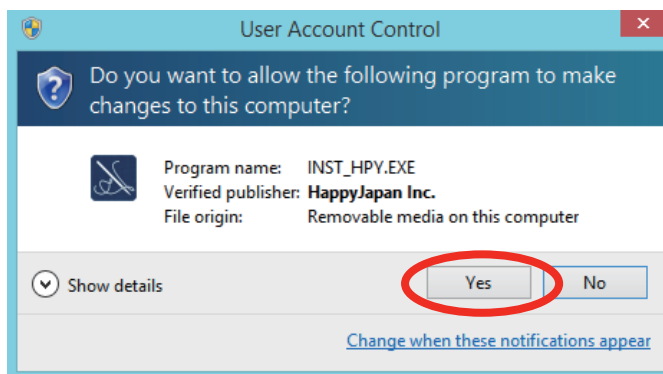 User Account Control
Do you want to allow the following program to make
changes to this computer?
Program name: INST_HPY.EXE
Verified publisher: HappyJapan Inc.
File origin: Removable media on this computer
Show details
Yes
No
Change when these notifications appear